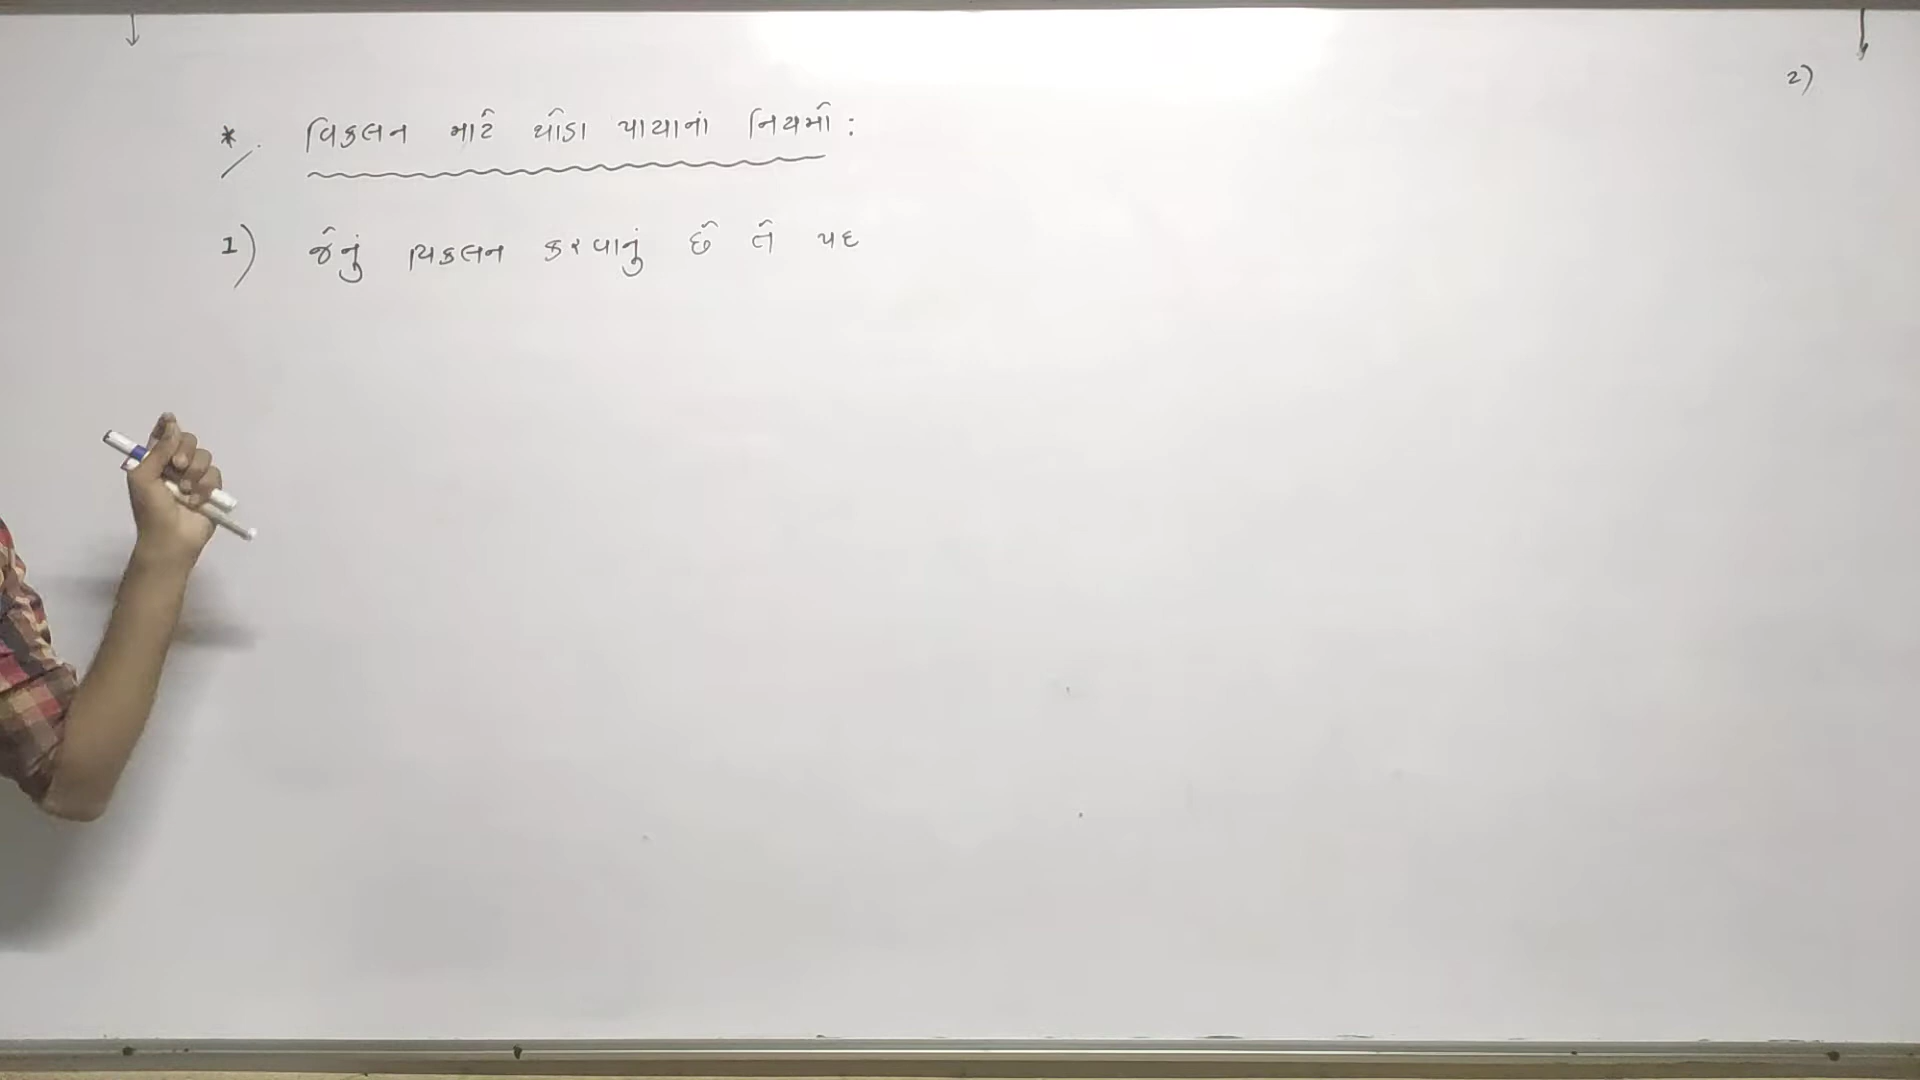 * વિકલન માટે થોડા પાયાનાં નિયમો :
1) જેનું વિકલન કરવાનું છે તે પદ
2)